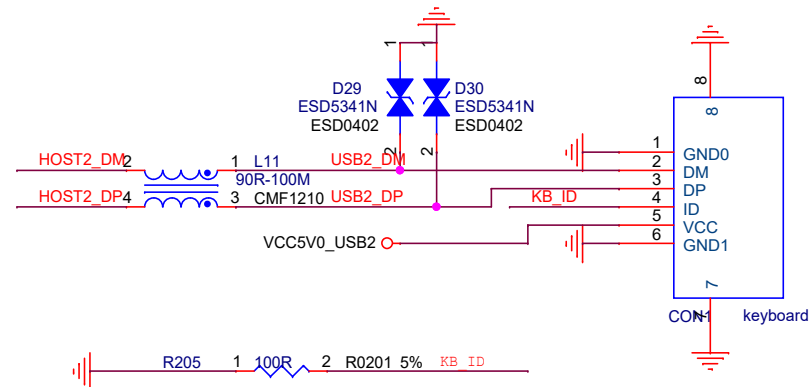 1 1
8
8
D29 D30
ESD5341N ESD5341N
ESD0402 ESD0402
2 2
HOST2_DM 2 1 L11 USB2_DM
90R-100M
HOST2_DP 4 3 CMF1210 USB2_DP
1 GND0
2 DM
3 DP
KB_ID 4 ID
5 VCC
VCC5V0_USB2 6 GND1
7
7
CON1 keyboard
R205 1 100R 2 R0201 5% KB_ID